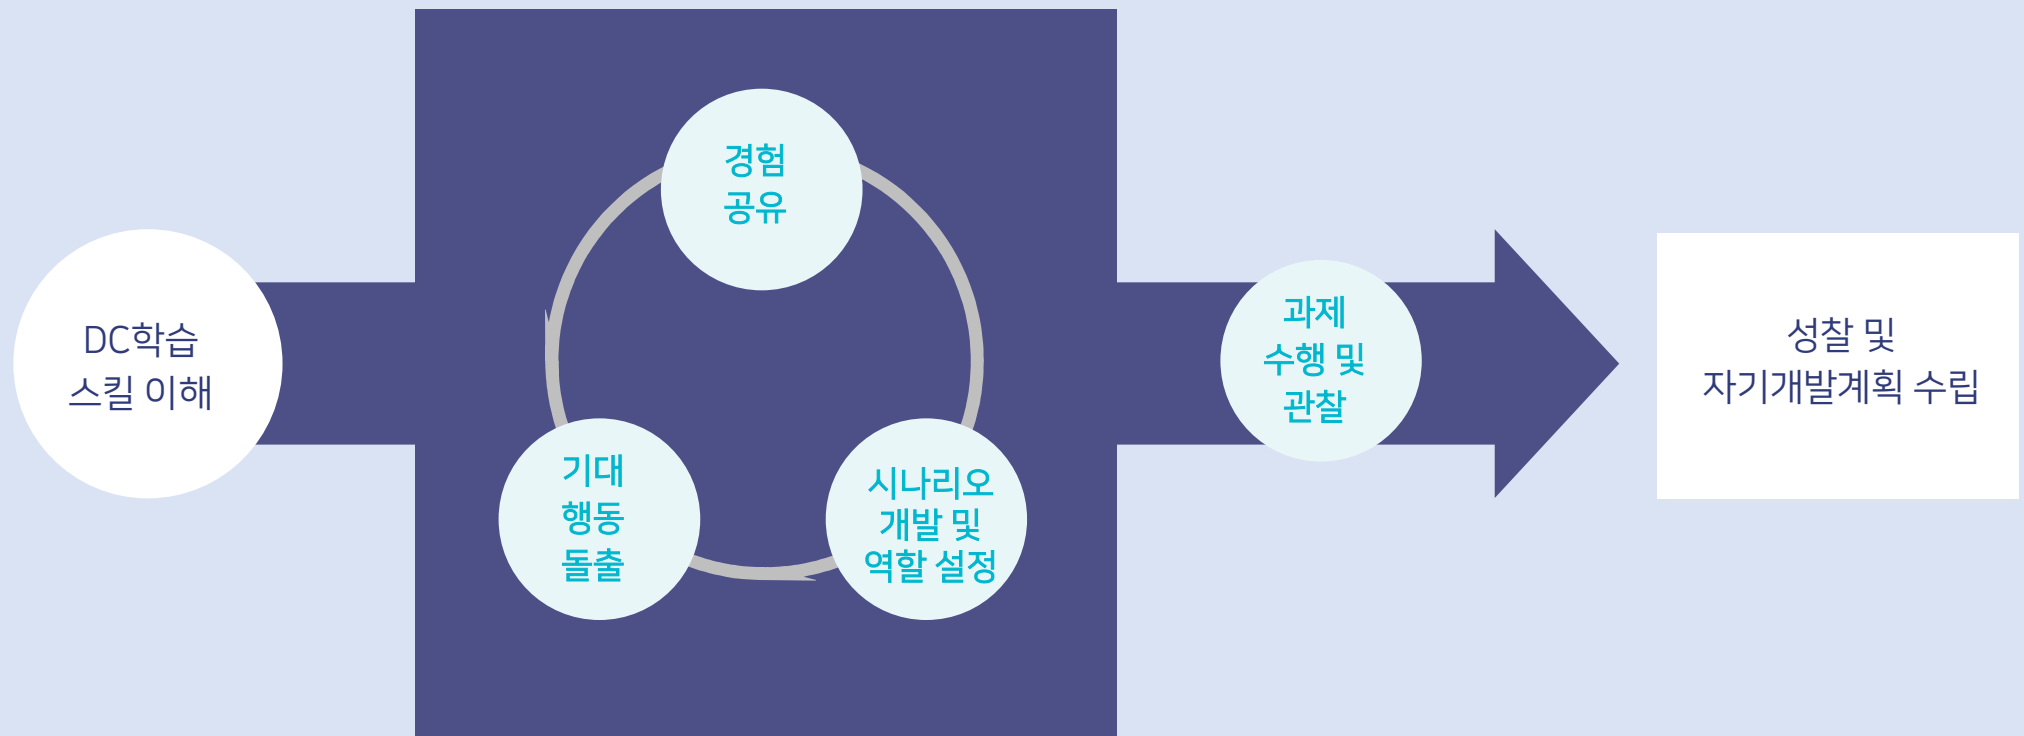 DC학습
스킬 이해
경험
공유
기대
행동
돌출
시나리오
개발 및
역할 설정
과제
수행 및
관찰
성찰 및
자기개발계획 수립